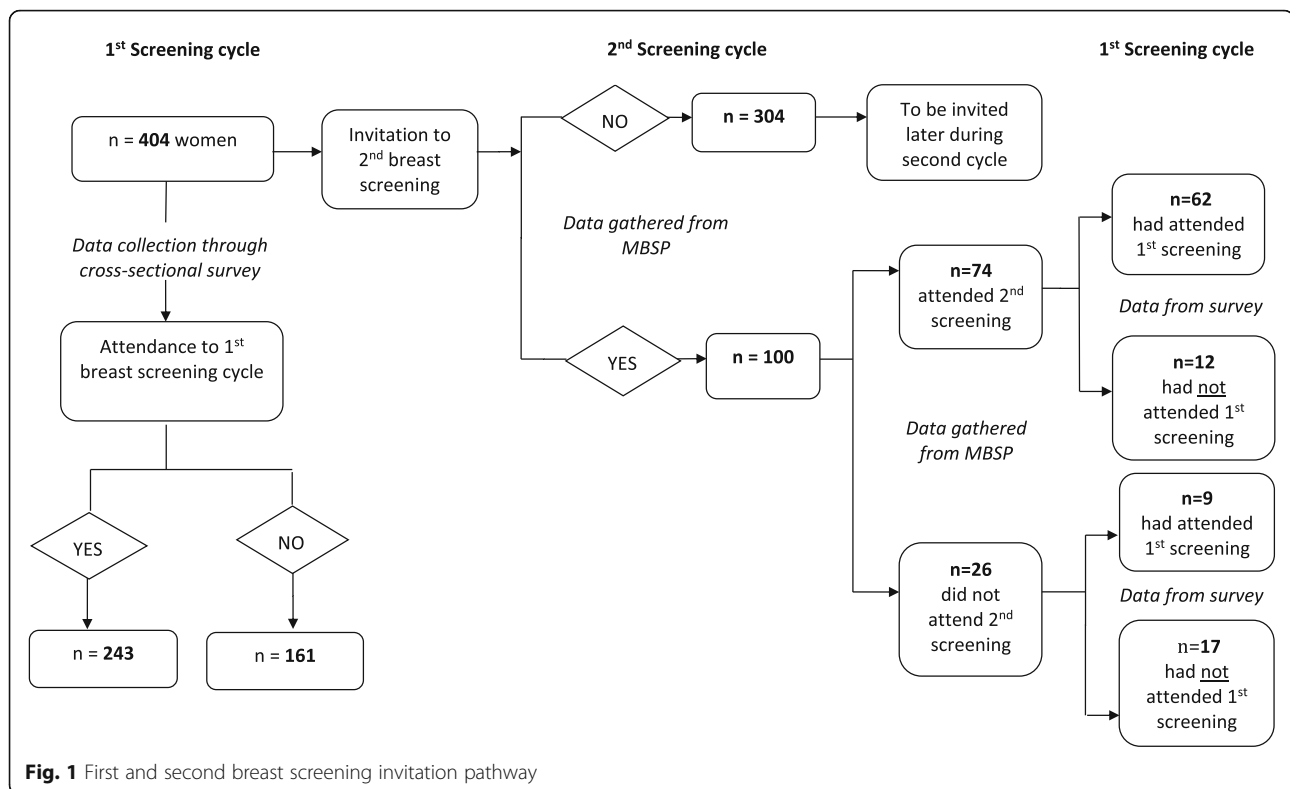 1st Screening cycle
2nd Screening cycle
1st Screening cycle
n = 404 women
Invitation to
2nd breast
screening
NO
n = 304
To be invited
later during
second cycle
Data collection through
cross-sectional survey
Data gathered from
MBSP
Attendance to 1st
breast screening cycle
YES
n = 100
n=74
attended 2nd
screening
n=62
had attended
1st screening
Data from survey
n=12
had not
attended 1st
screening
Data gathered
from MBSP
YES
NO
n = 243
n = 161
n=26
did not
attend 2nd
screening
n=9
had attended
1st screening
Data from survey
n=17
had not
attended 1st
screening
Fig. 1 First and second breast screening invitation pathway